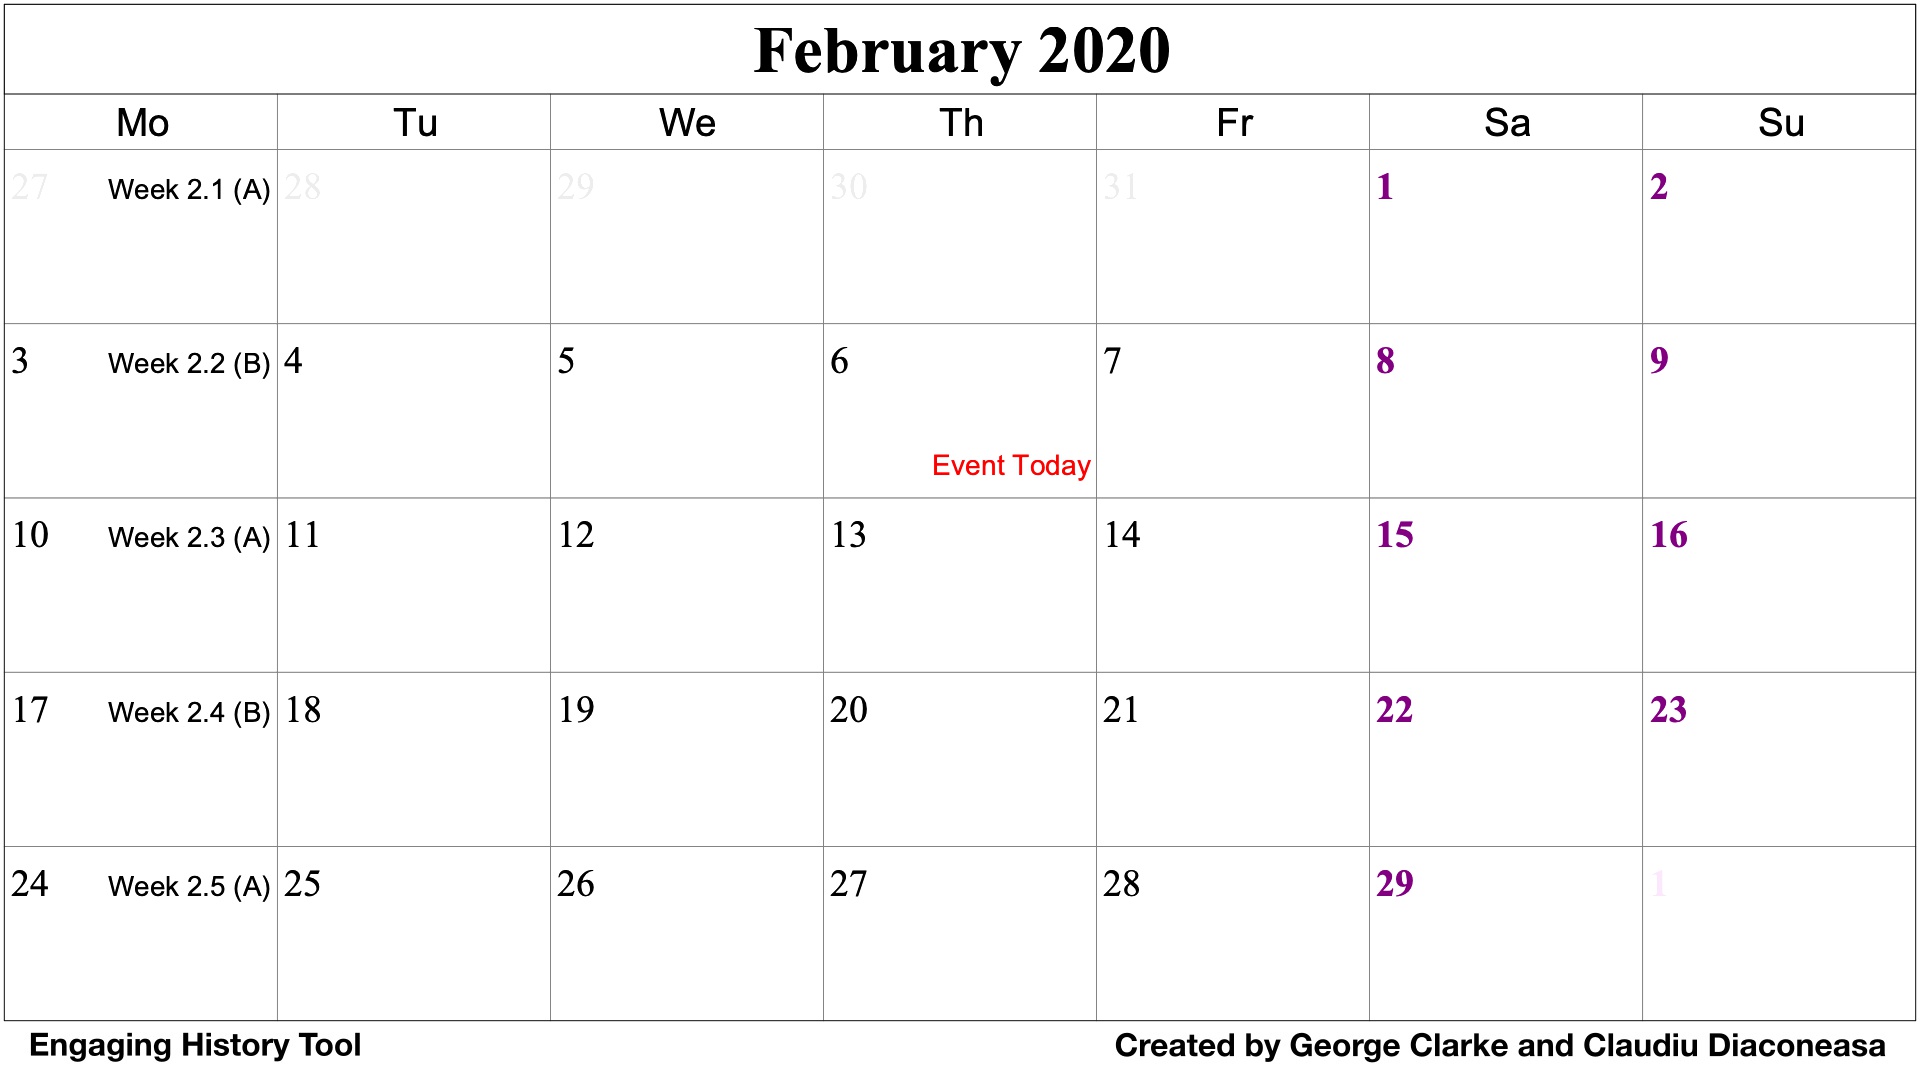 February 2020
Mo Tu We Th Fr Sa Su
27 Week 2.1 (A) 28 29 30 31 1 2
3 Week 2.2 (B) 4 5 6 7 8 9
Event Today
10 Week 2.3 (A) 11 12 13 14 15 16
17 Week 2.4 (B) 18 19 20 21 22 23
24 Week 2.5 (A) 25 26 27 28 29 1
Engaging History Tool Created by George Clarke and Claudiu Diaconeasa